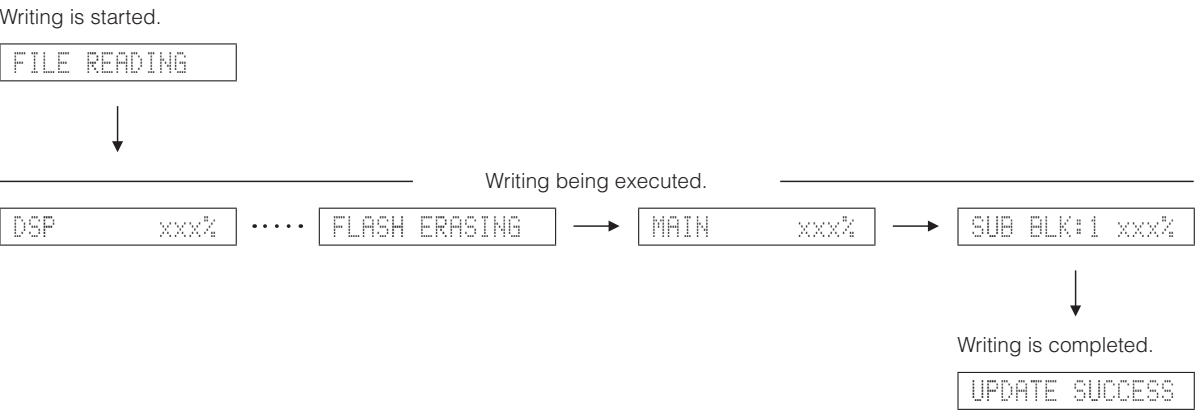 Writing is started.
FILE READING
Writing being executed.
DSP xxx% ····· FLASH ERASING MAIN xxx% SUB BLK:1 xxx%
Writing is completed.
UPDATE SUCCESS